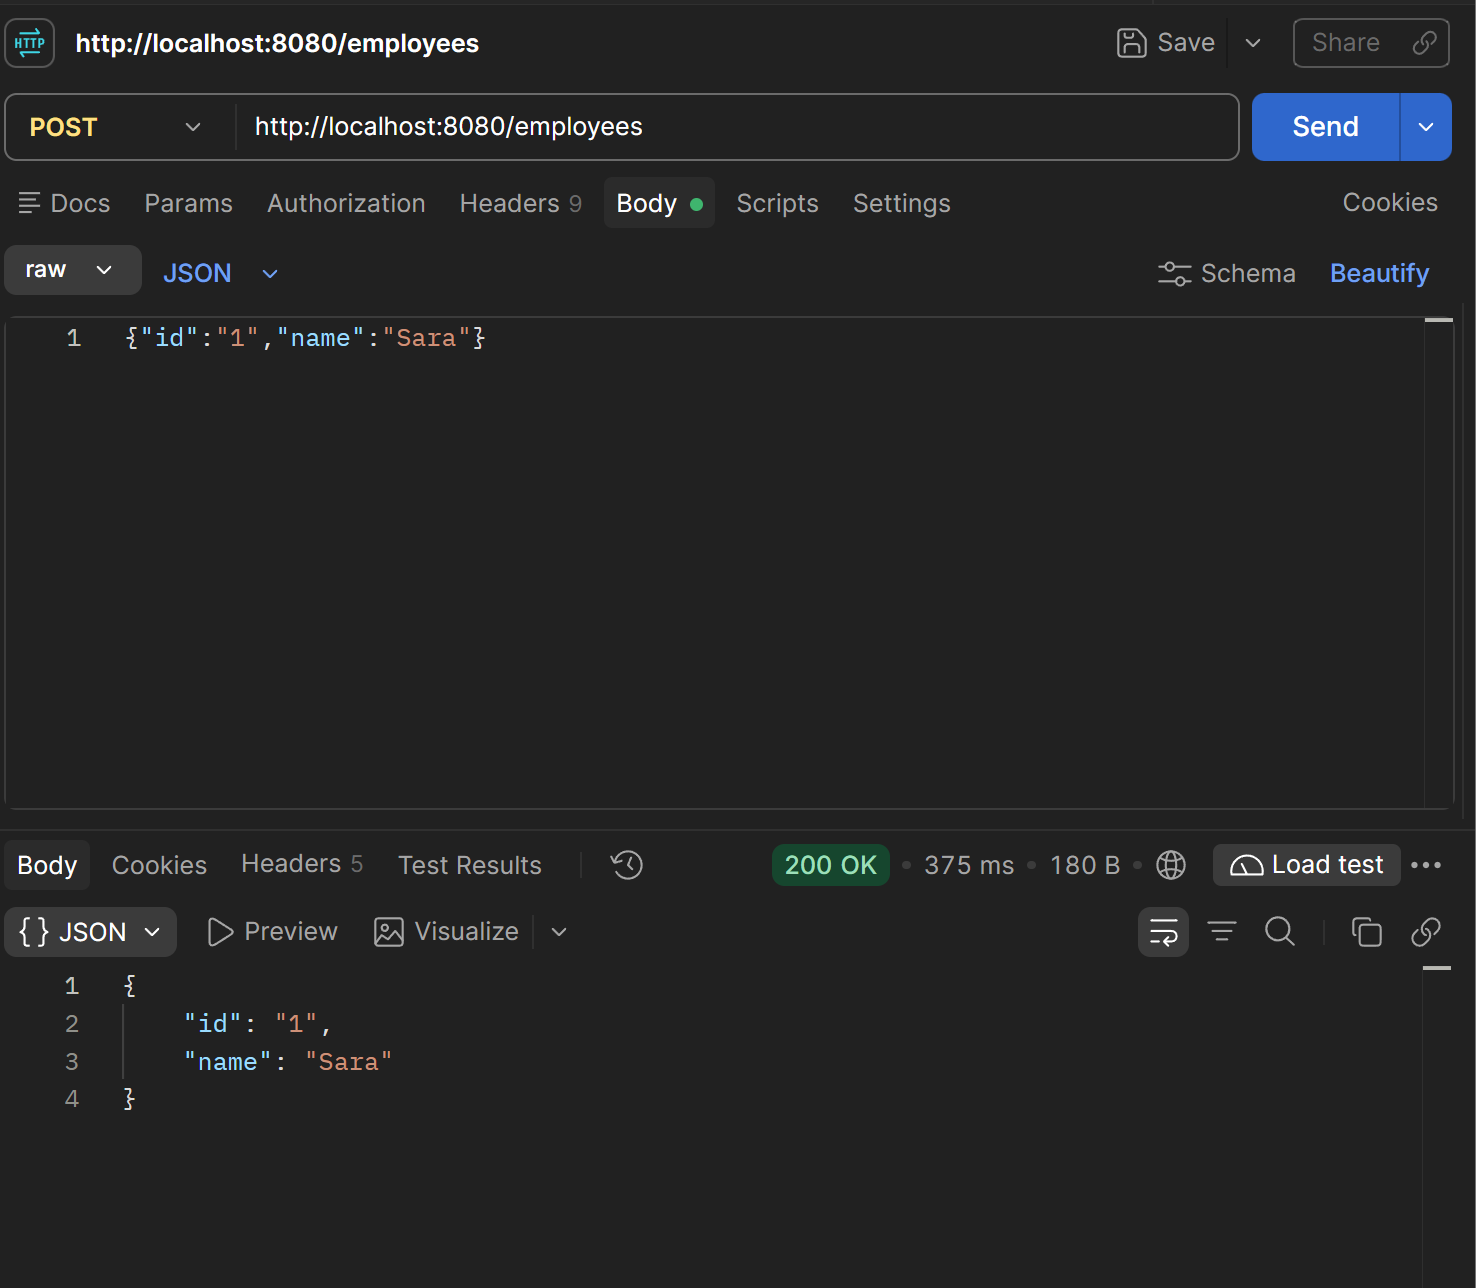 HTTP http://localhost:8080/employees Save Share
POST http://localhost:8080/employees Send
Docs Params Authorization Headers 9 Body Scripts Settings Cookies
raw JSON Schema Beautify
1 {"id":"1","name":"Sara"}
Body Cookies Headers 5 Test Results 200 OK • 375 ms • 180 B • Load test
{} JSON Preview Visualize
1 {
2 "id": "1",
3 "name": "Sara"
4 }